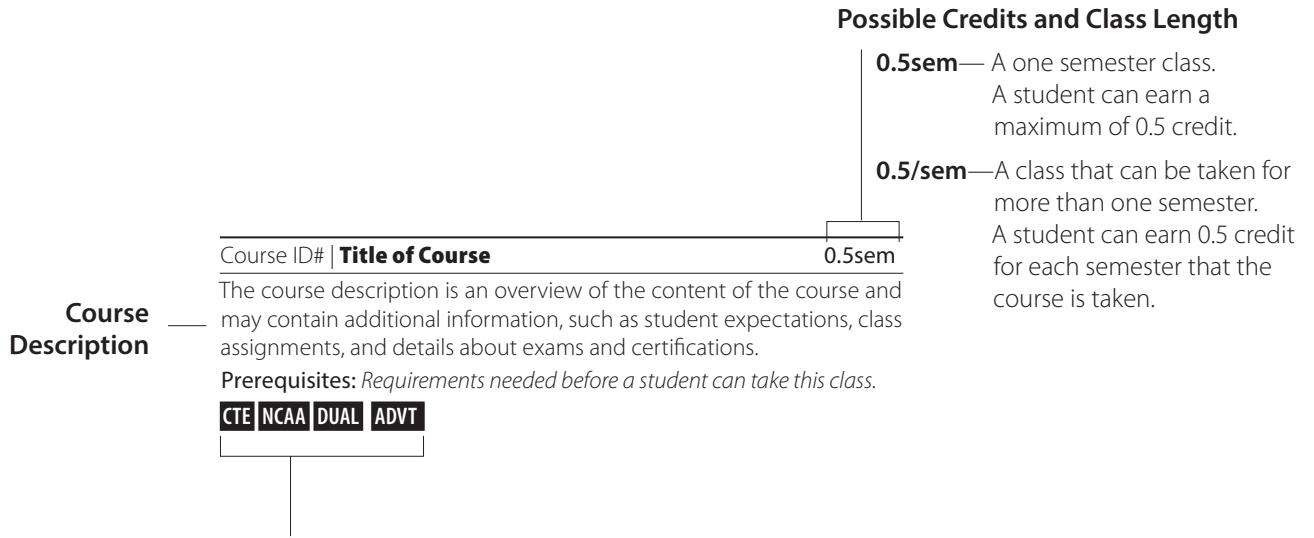 Possible Credits and Class Length
0.5sem— A one semester class.
A student can earn a
maximum of 0.5 credit.
0.5/sem—A class that can be taken for
more than one semester.
A student can earn 0.5 credit
for each semester that the
course is taken.
Course ID# | Title of Course 0.5sem
Course
Description
The course description is an overview of the content of the course and
may contain additional information, such as student expectations, class
assignments, and details about exams and certifications.
Prerequisites: Requirements needed before a student can take this class.
CTE NCAA DUAL ADVT